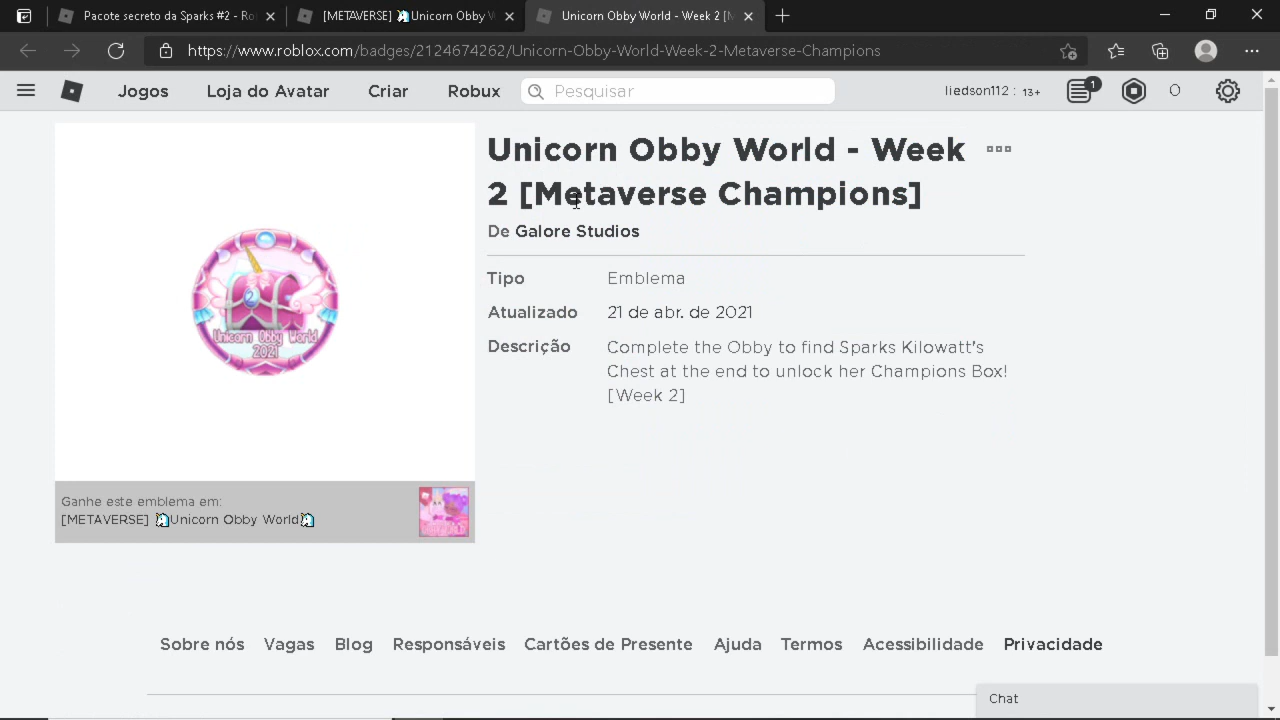 Pacote secreto da Sparks #2 - Ro
[METAVERSE] 🦄Unicorn Obby W
Unicorn Obby World - Week 2 [M
https://www.roblox.com/badges/2124674262/Unicorn-Obby-World-Week-2-Metaverse-Champions
Jogos
Loja do Avatar
Criar
Robux
Pesquisar
liedson112 : 13+
1
0
Unicorn Obby World - Week
2 [Metaverse Champions]
De Galore Studios
Tipo
Emblema
Atualizado
21 de abr. de 2021
Descrição
Complete the Obby to find Sparks Kilowatt's
Chest at the end to unlock her Champions Box!
[Week 2]
2
Unicorn Obby World
2021
Ganhe este emblema em:
[METAVERSE] 🦄Unicorn Obby World🦄
Sobre nós
Vagas
Blog
Responsáveis
Cartões de Presente
Ajuda
Termos
Acessibilidade
Privacidade
Chat